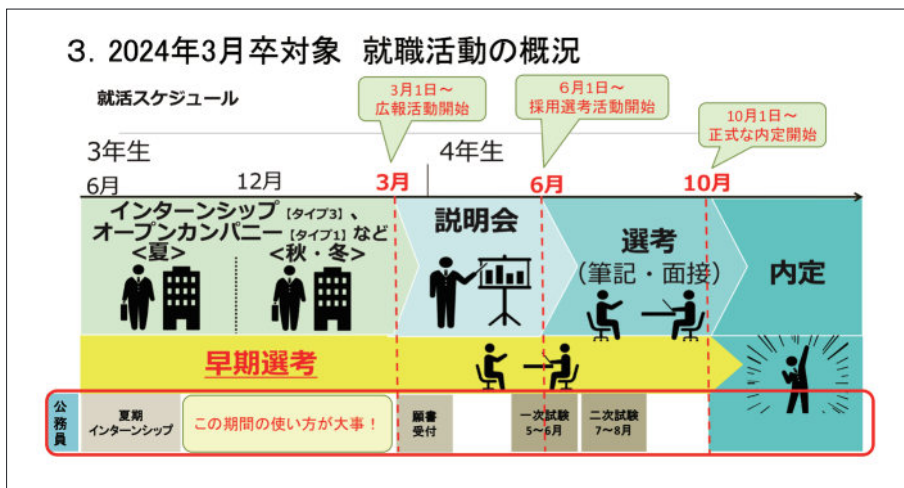 3. 2024年3月卒対象 就職活動の概況
就活スケジュール
3月1日～
広報活動開始
6月1日～
採用選考活動開始
10月1日～
正式な内定開始
3年生
4年生
6月
12月
3月
6月
10月
インターンシップ【タイプ3】、
オープンカンパニー【タイプ1】など
<夏>
<秋・冬>
説明会
選考
（筆記・面接）
内定
早期選考
公務員
夏期
インターンシップ
この期間の使い方が大事！
願書
受付
一次試験
5～6月
二次試験
7～8月